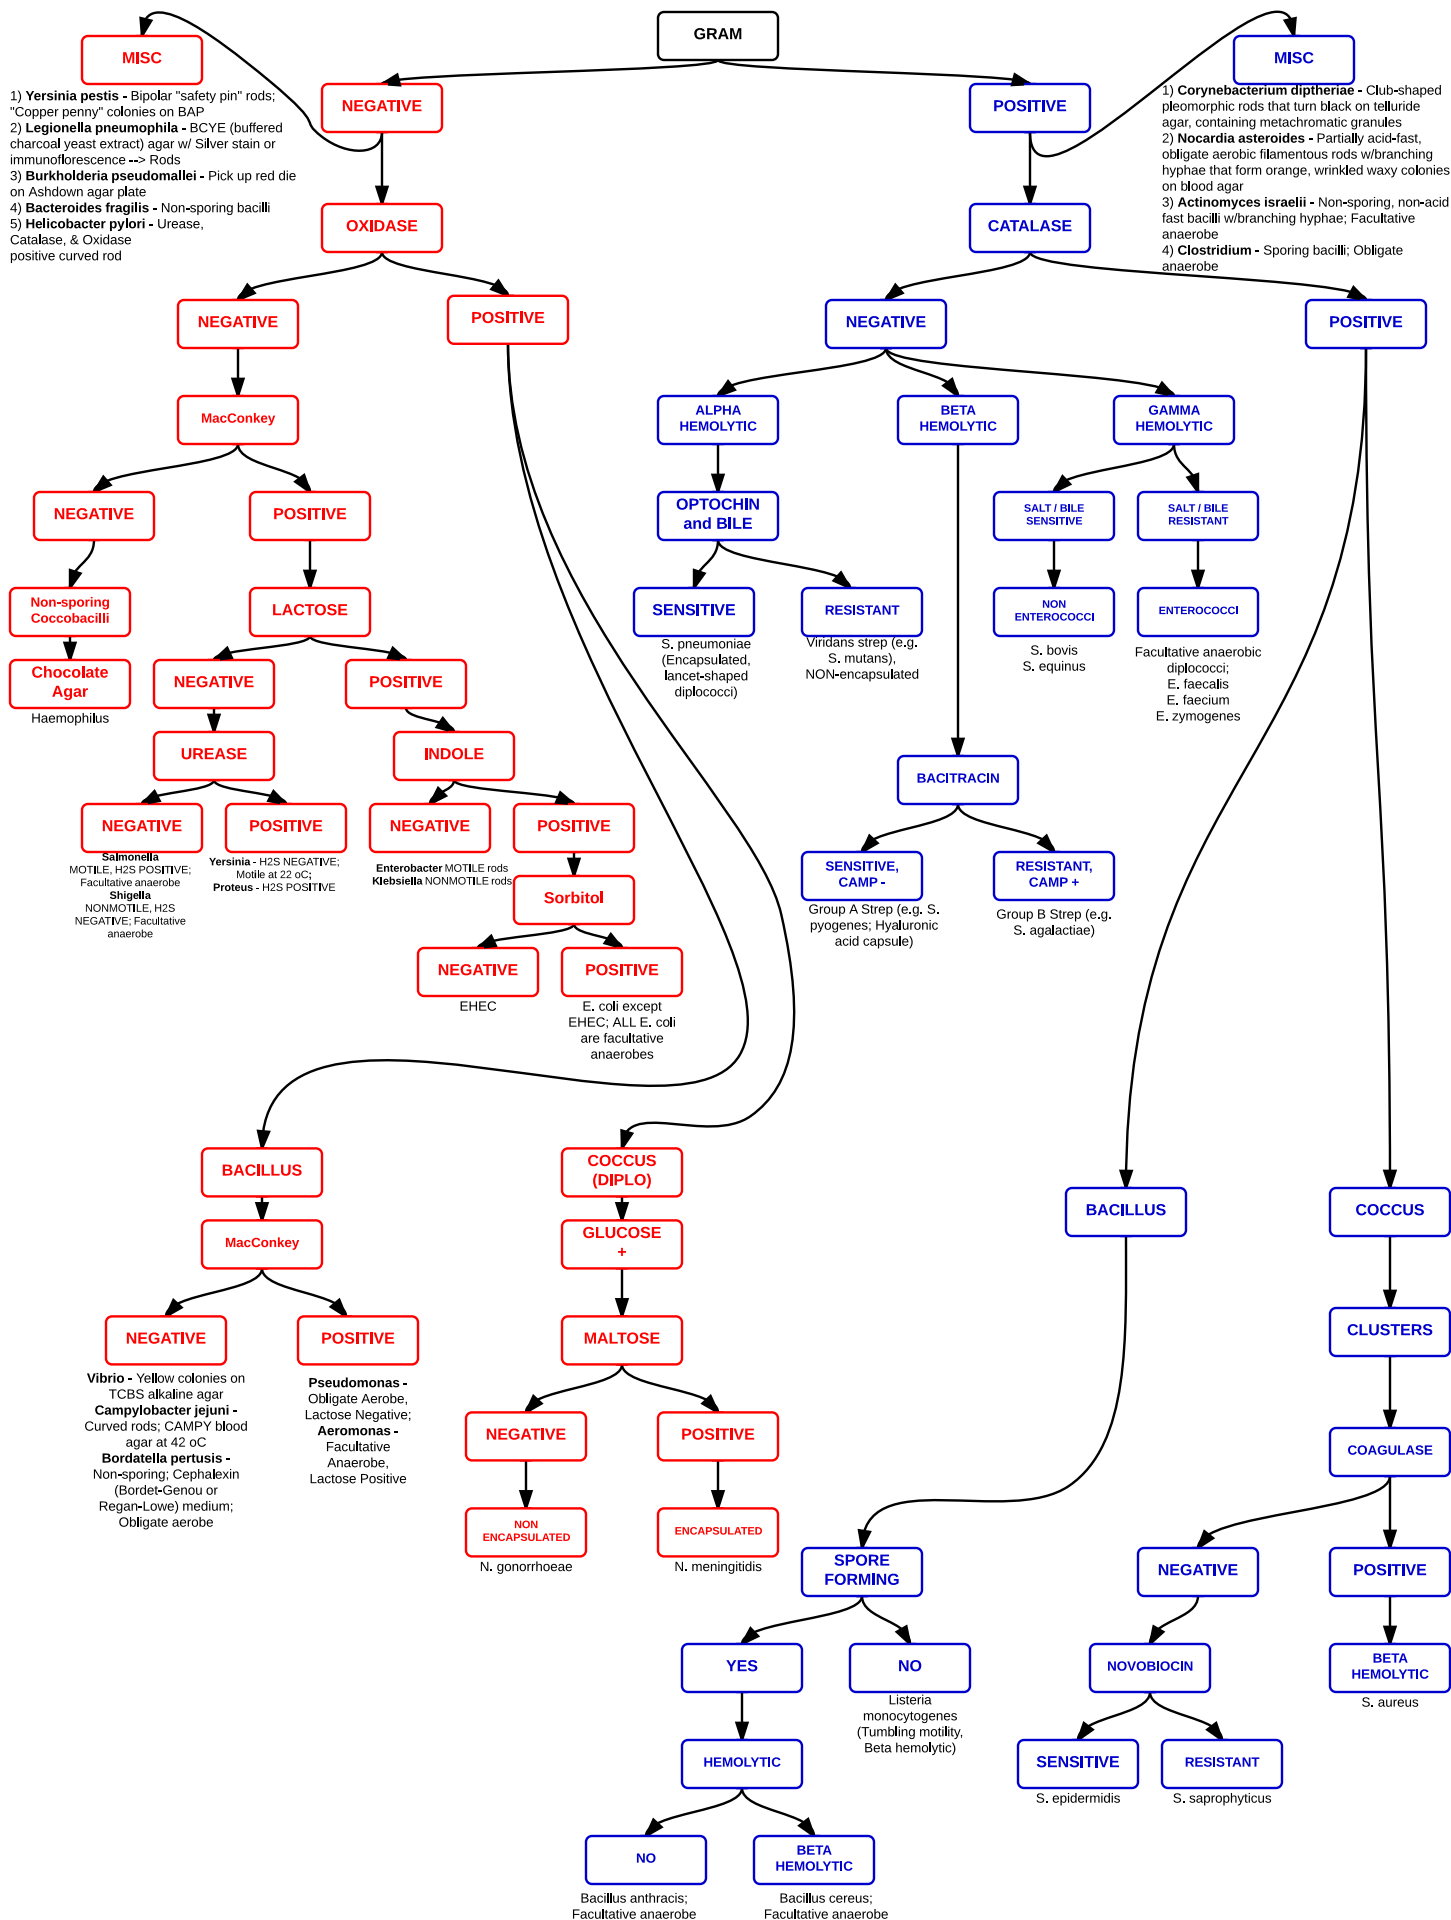 GRAM
MISC
1) Yersinia pestis - Bipolar "safety pin" rods;
"Copper penny" colonies on BAP
2) Legionella pneumophila - BCYE (buffered
charcoal yeast extract) agar w/ Silver stain or
immunoflorescence --> Rods
3) Burkholderia pseudomallei - Pick up red die
on Ashdown agar plate
4) Bacteroides fragilis - Non-sporing bacilli
5) Helicobacter pylori - Urease,
Catalase, & Oxidase
positive curved rod
NEGATIVE
POSITIVE
MISC
1) Corynebacterium diptheriae - Club-shaped
pleomorphic rods that turn black on telluride
agar, containing metachromatic granules
2) Nocardia asteroides - Partially acid-fast,
obligate aerobic filamentous rods w/branching
hyphae that form orange, wrinkled waxy colonies
on blood agar
3) Actinomyces israelii - Non-sporing, non-acid
fast bacilli w/branching hyphae; Facultative
anaerobe
4) Clostridium - Sporing bacilli; Obligate
anaerobe
OXIDASE
CATALASE
NEGATIVE
POSITIVE
NEGATIVE
POSITIVE
MacConkey
ALPHA
HEMOLYTIC
BETA
HEMOLYTIC
GAMMA
HEMOLYTIC
NEGATIVE
POSITIVE
OPTOCHIN
and BILE
SALT / BILE
SENSITIVE
SALT / BILE
RESISTANT
Non-sporing
Coccobacilli
LACTOSE
SENSITIVE
S. pneumoniae
(Encapsulated,
lancet-shaped
diplococci)
RESISTANT
Viridans strep (e.g.
S. mutans),
NON-encapsulated
NON
ENTEROCOCCI
S. bovis
S. equinus
ENTEROCOCCI
Facultative anaerobic
diplococci;
E. faecalis
E. faecium
E. zymogenes
Chocolate
Agar
Haemophilus
NEGATIVE
POSITIVE
UREASE
INDOLE
BACITRACIN
NEGATIVE
Salmonella
MOTILE, H2S POSITIVE;
Facultative anaerobe
Shigella
NONMOTILE, H2S
NEGATIVE; Facultative
anaerobe
POSITIVE
Yersinia - H2S NEGATIVE;
Motile at 22 oC;
Proteus - H2S POSITIVE
NEGATIVE
Enterobacter MOTILE rods
Klebsiella NONMOTILE rods
POSITIVE
Sorbitol
SENSITIVE,
CAMP -
Group A Strep (e.g. S.
pyogenes; Hyaluronic
acid capsule)
RESISTANT,
CAMP +
Group B Strep (e.g.
S. agalactiae)
NEGATIVE
EHEC
POSITIVE
E. coli except
EHEC; ALL E. coli
are facultative
anaerobes
BACILLUS
COCCUS
(DIPLO)
BACILLUS
COCCUS
MacConkey
GLUCOSE
+
NEGATIVE
Vibrio - Yellow colonies on
TCBS alkaline agar
Campylobacter jejuni -
Curved rods; CAMPY blood
agar at 42 oC
Bordatella pertusis -
Non-sporing; Cephalexin
(Bordet-Genou or
Regan-Lowe) medium;
Obligate aerobe
POSITIVE
Pseudomonas -
Obligate Aerobe,
Lactose Negative;
Aeromonas -
Facultative
Anaerobe,
Lactose Positive
MALTOSE
CLUSTERS
NEGATIVE
POSITIVE
COAGULASE
NON
ENCAPSULATED
N. gonorrhoeae
ENCAPSULATED
N. meningitidis
SPORE
FORMING
NEGATIVE
POSITIVE
YES
NO
Listeria
monocytogenes
(Tumbling motility,
Beta hemolytic)
NOVOBIOCIN
BETA
HEMOLYTIC
S. aureus
HEMOLYTIC
SENSITIVE
S. epidermidis
RESISTANT
S. saprophyticus
NO
Bacillus anthracis;
Facultative anaerobe
BETA
HEMOLYTIC
Bacillus cereus;
Facultative anaerobe